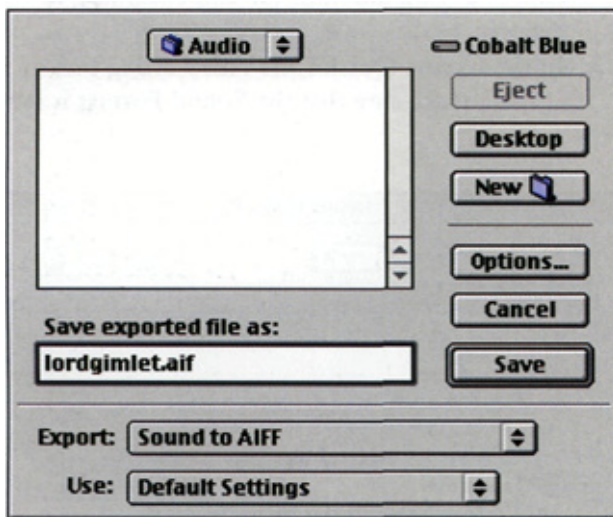 Audio
Cobalt Blue
Eject
Desktop
New
Options...
Cancel
Save exported file as:
lordgimlet.aif
Save
Export: Sound to AIFF
Use: Default Settings